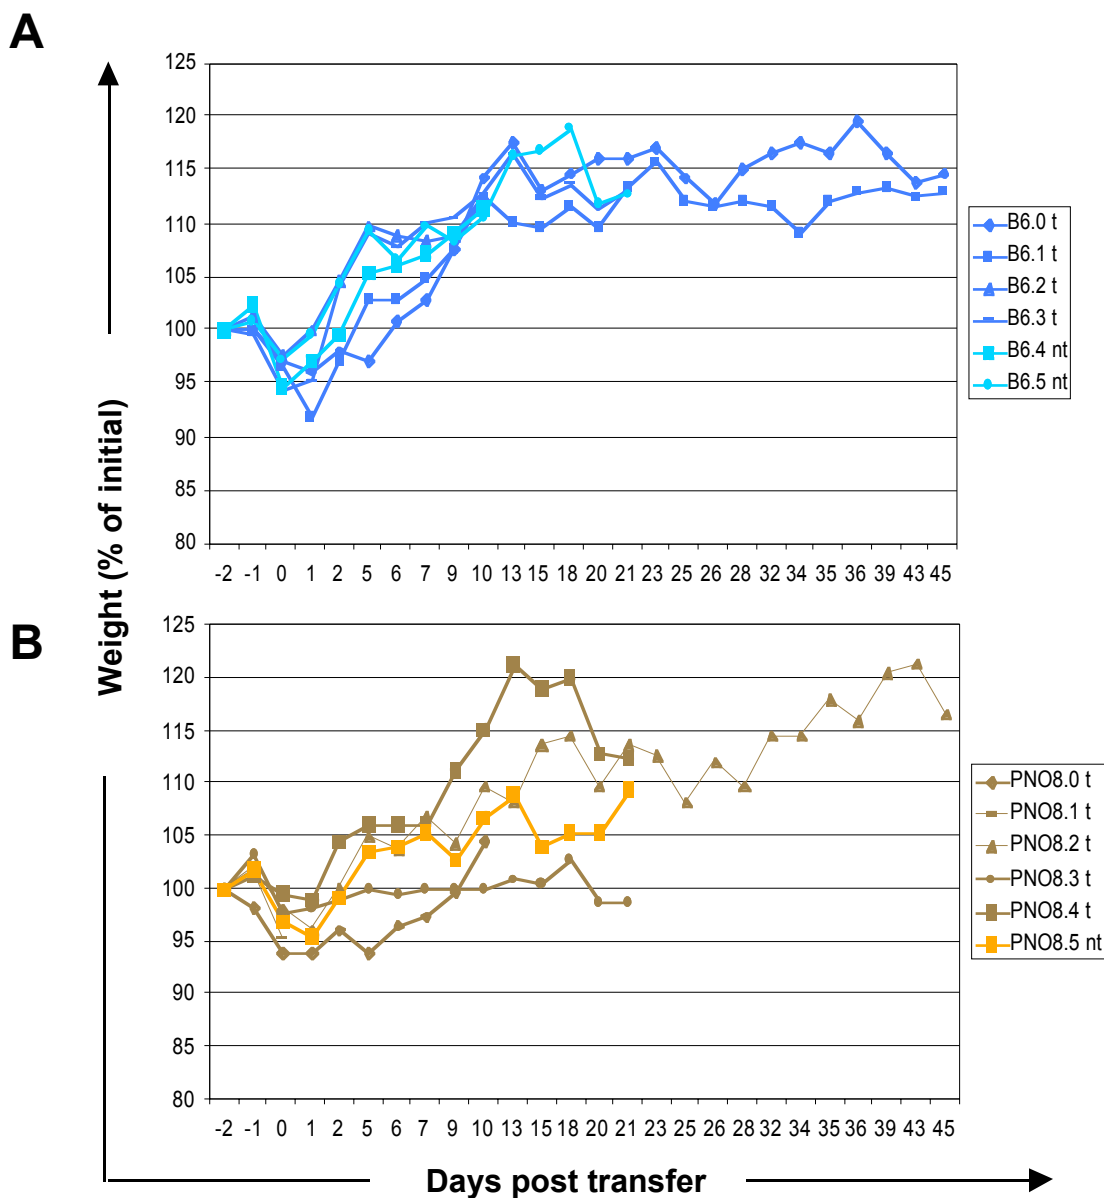 A
125
120
115
110
105
100
95
90
85
80
-2 -1 0 1 2 5 6 7 9 10 13 15 18 20 21 23 25 26 28 32 34 35 36 39 43 45
B6.0 t
B6.1 t
B6.2 t
B6.3 t
B6.4 nt
B6.5 nt
Weight (% of initial)
B
125
120
115
110
105
100
95
90
85
80
-2 -1 0 1 2 5 6 7 9 10 13 15 18 20 21 23 25 26 28 32 34 35 36 39 43 45
PNO8.0 t
PNO8.1 t
PNO8.2 t
PNO8.3 t
PNO8.4 t
PNO8.5 nt
Days post transfer